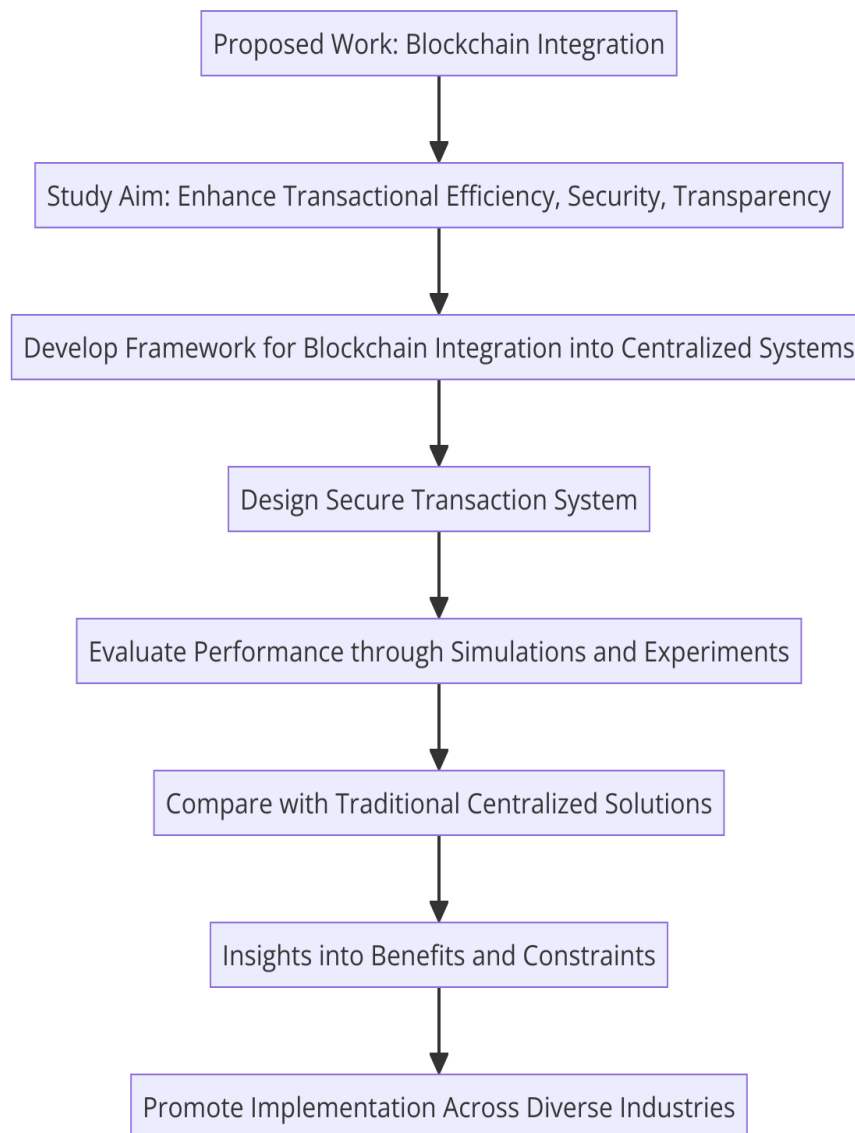 Proposed Work: Blockchain Integration
Study Aim: Enhance Transactional Efficiency, Security, Transparency
Develop Framework for Blockchain Integration into Centralized Systems
Design Secure Transaction System
Evaluate Performance through Simulations and Experiments
Compare with Traditional Centralized Solutions
Insights into Benefits and Constraints
Promote Implementation Across Diverse Industries